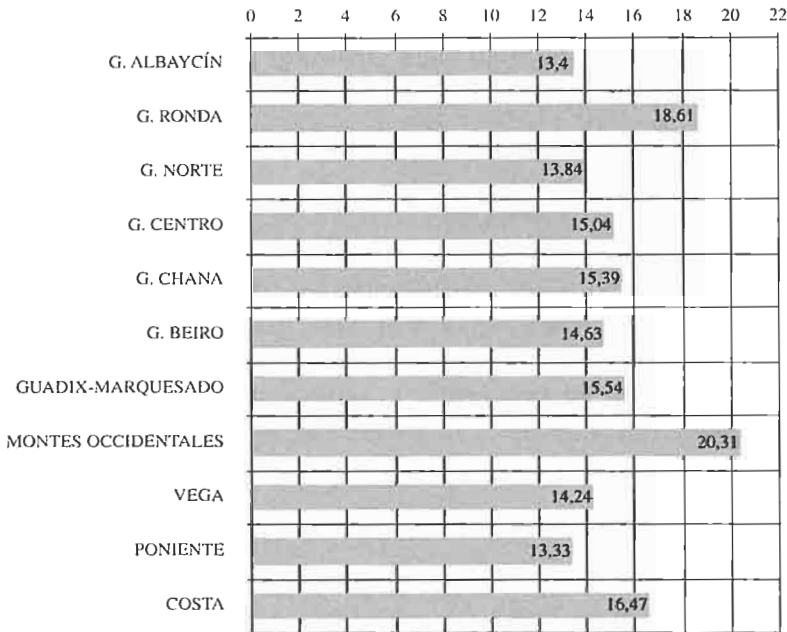 0 2 4 6 8 10 12 14 16 18 20 22
G. ALBAYCÍN 13,4
G. RONDA 18,61
G. NORTE 13,84
G. CENTRO 15,04
G. CHANA 15,39
G. BEIRO 14,63
GUADIX-MARQUESADO 15,54
MONTES OCCIDENTALES 20,31
VEGA 14,24
PONIENTE 13,33
COSTA 16,47